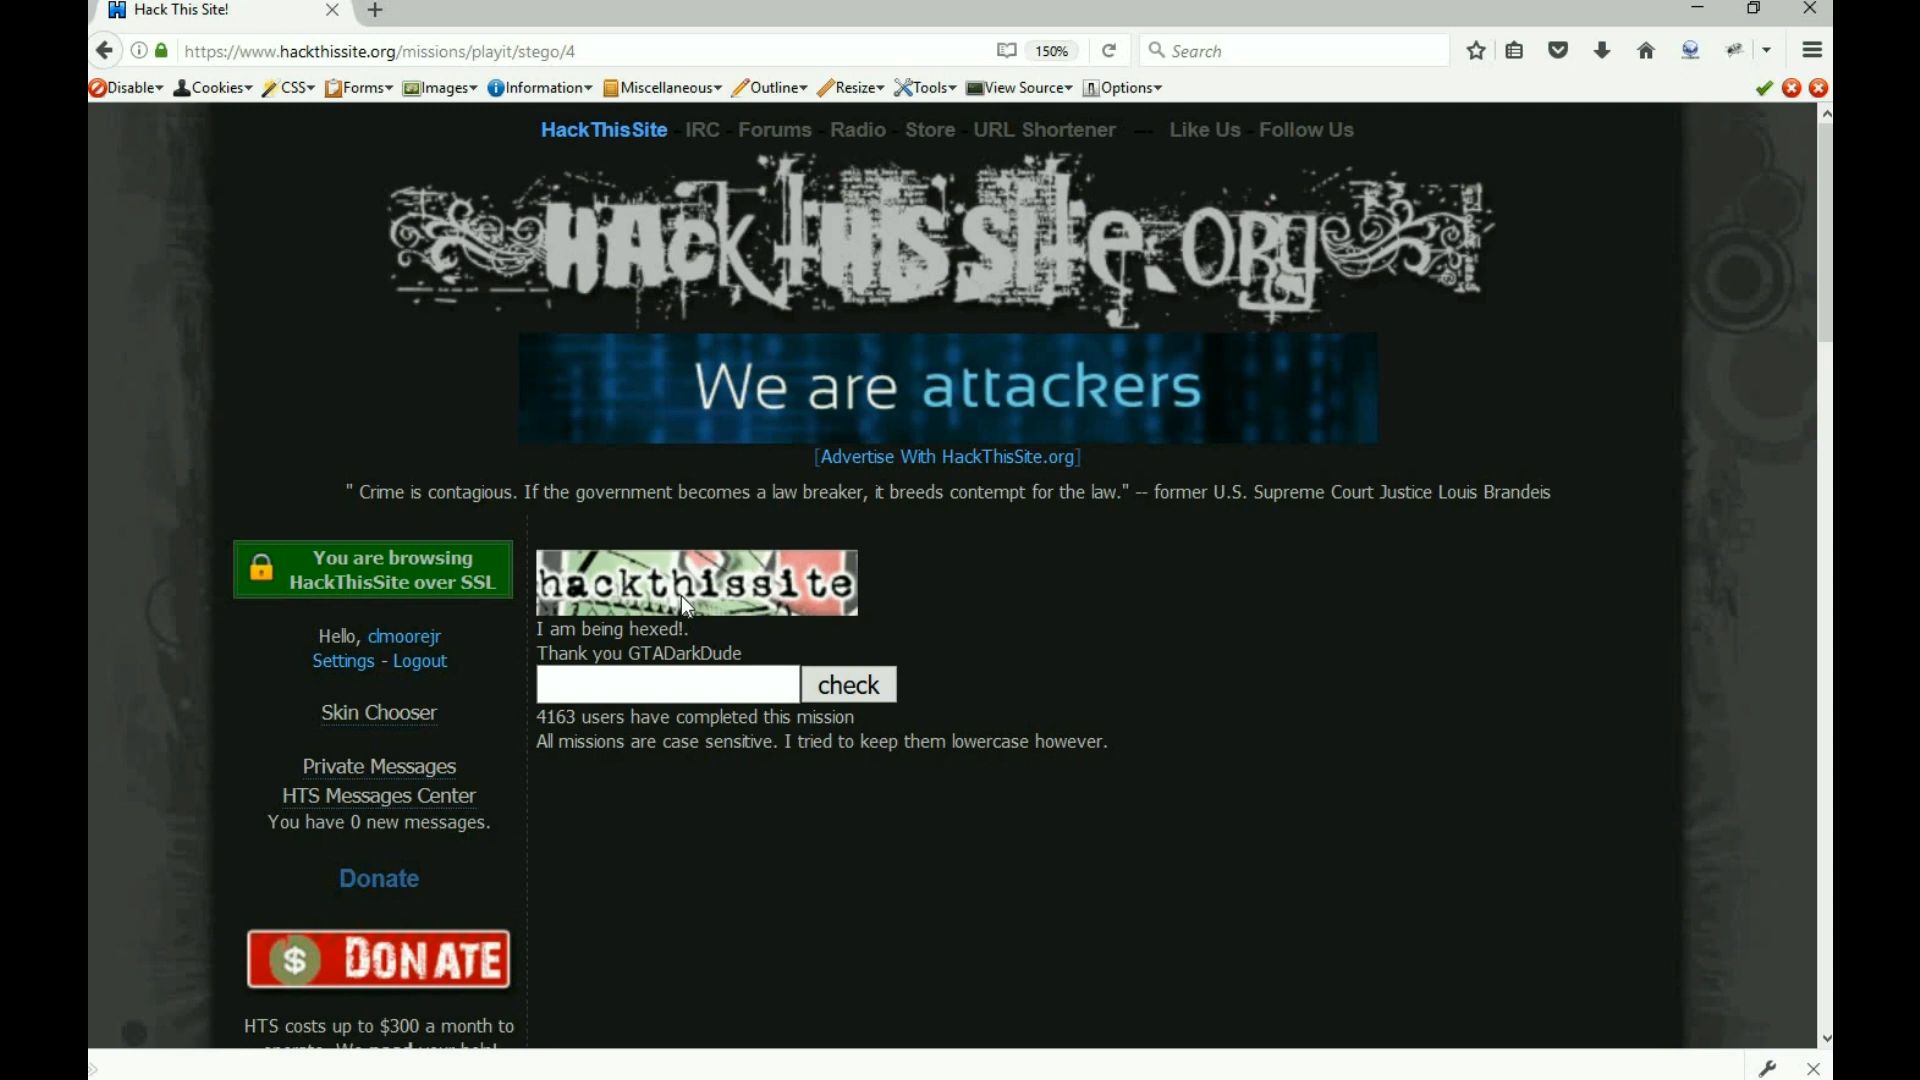 Hack This Site!
https://www.hackthissite.org/missions/playit/stego/4
150%
Search
Disable Cookies CSS Forms Images Information Miscellaneous Outline Resize Tools View Source Options
HackThisSite - IRC - Forums - Radio - Store - URL Shortener --- Like Us - Follow Us
HackThisSite.org
We are attackers
[Advertise With HackThisSite.org]
" Crime is contagious. If the government becomes a law breaker, it breeds contempt for the law." -- former U.S. Supreme Court Justice Louis Brandeis
You are browsing
HackThisSite over SSL
Hello, clmoorejr
Settings - Logout
Skin Chooser
Private Messages
HTS Messages Center
You have 0 new messages.
Donate
$ DONATE
HTS costs up to $300 a month to
hackthissite
I am being hexed!.
Thank you GTADarkDude
check
4163 users have completed this mission
All missions are case sensitive. I tried to keep them lowercase however.